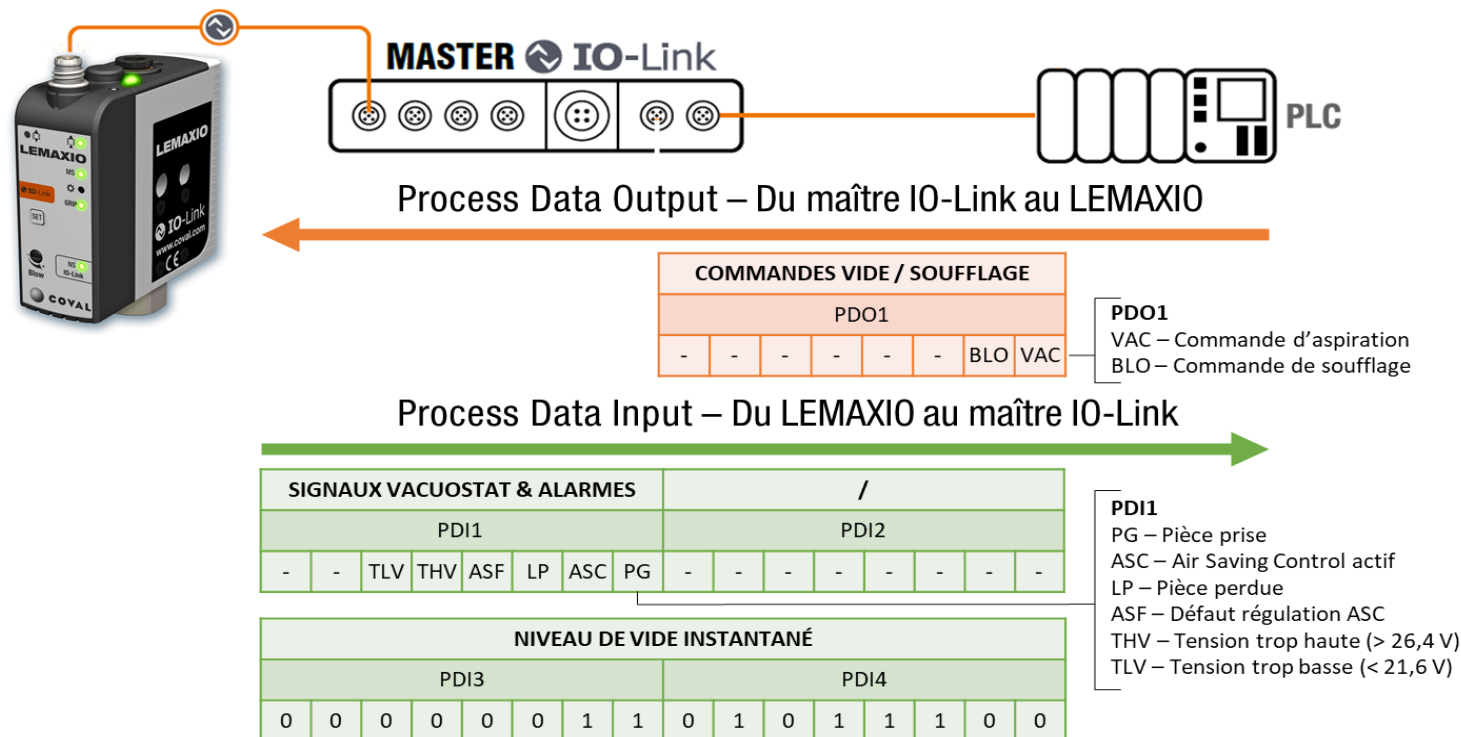 MASTER IO-Link
PLC
LEMAXIO
MS
IO-Link
GRIP
SET
Blow
NS
IO-Link
COVAL
LEMAXIO
IO-Link
www.coval.com
CE
Process Data Output – Du maître IO-Link au LEMAXIO
COMMANDES VIDE / SOUFFLAGE
PDO1
- - - - - - BLO VAC
PDO1
VAC – Commande d'aspiration
BLO – Commande de soufflage
Process Data Input – Du LEMAXIO au maître IO-Link
SIGNAUX VACUOSTAT & ALARMES /
PDI1 PDI2
- - TLV THV ASF LP ASC PG - - - - - - - -
PDI1
PG – Pièce prise
ASC – Air Saving Control actif
LP – Pièce perdue
ASF – Défaut régulation ASC
THV – Tension trop haute (> 26,4 V)
TLV – Tension trop basse (< 21,6 V)
NIVEAU DE VIDE INSTANTANÉ
PDI3 PDI4
0 0 0 0 0 0 1 1 0 1 0 1 1 1 0 0